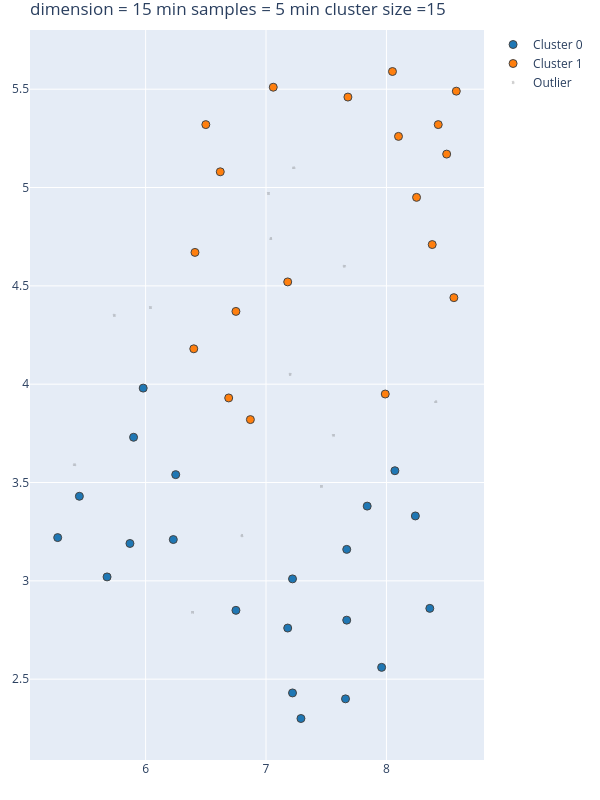 dimension = 15 min samples = 5 min cluster size =15
Cluster 0
Cluster 1
Outlier
5.5
5
4.5
4
3.5
3
2.5
6 7 8